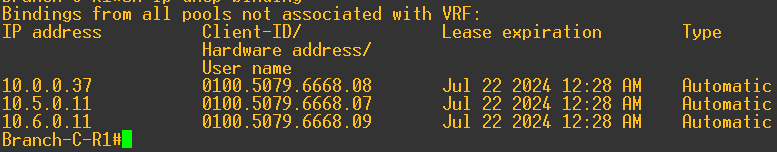 Bindings from all pools not associated with VRF:
IP address Client-ID/ Lease expiration Type
Hardware address/
User name
10.0.0.37 0100.5079.6668.08 Jul 22 2024 12:28 AM Automatic
10.5.0.11 0100.5079.6668.07 Jul 22 2024 12:28 AM Automatic
10.6.0.11 0100.5079.6668.09 Jul 22 2024 12:28 AM Automatic
Branch-C-R1#